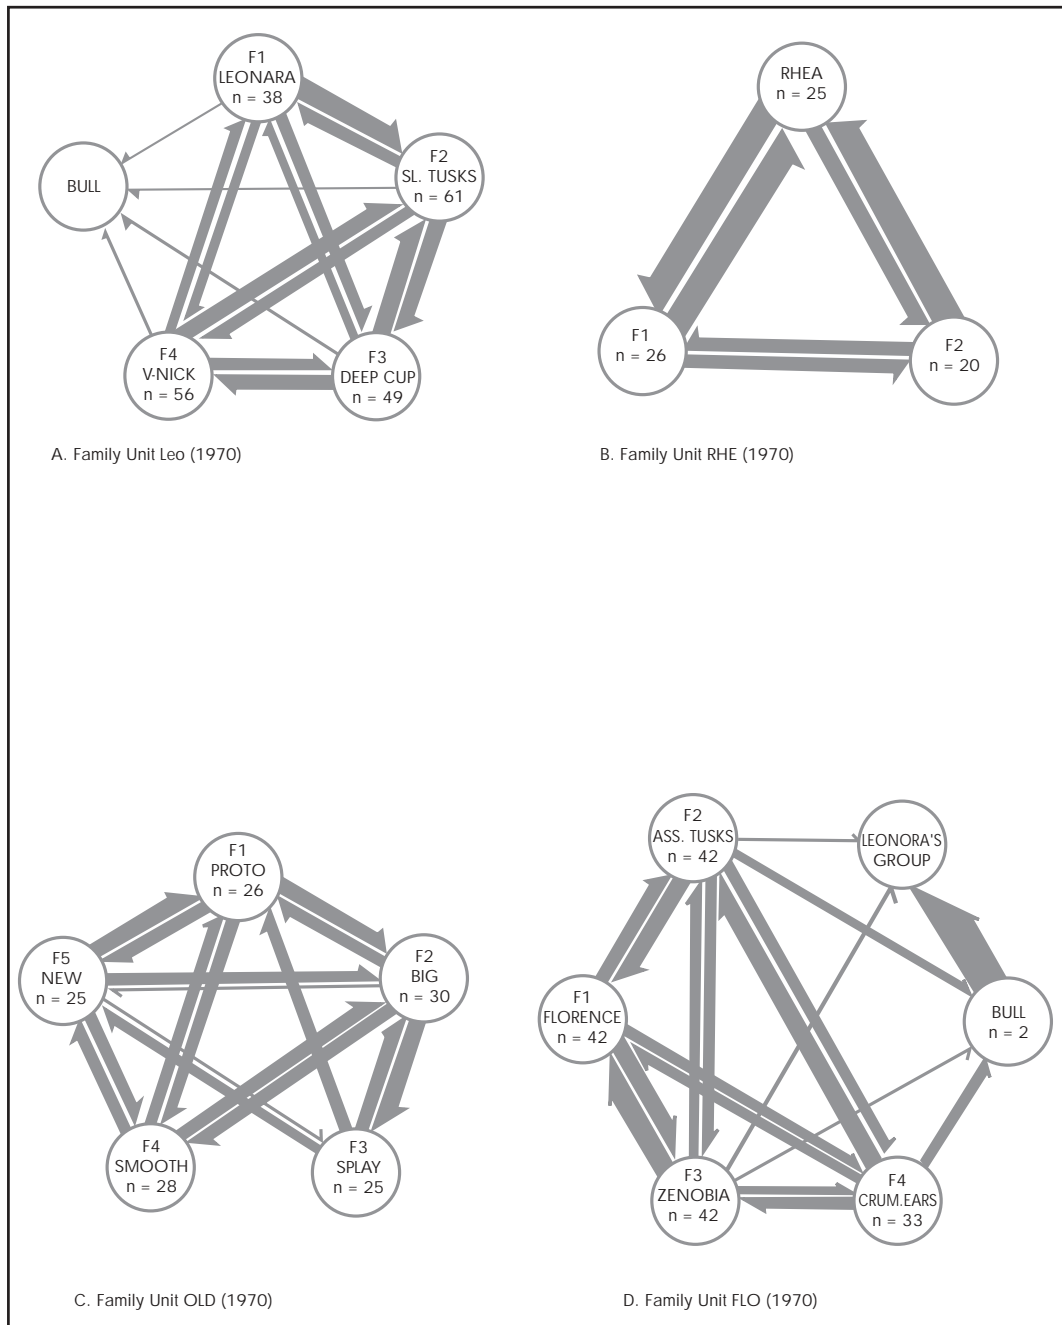 F1
LEONARA
n = 38
BULL
F2
SL. TUSKS
n = 61
F4
V-NICK
n = 56
F3
DEEP CUP
n = 49
A. Family Unit Leo (1970)
RHEA
n = 25
F1
n = 26
F2
n = 20
B. Family Unit RHE (1970)
F1
PROTO
n = 26
F5
NEW
n = 25
F2
BIG
n = 30
F4
SMOOTH
n = 28
F3
SPLAY
n = 25
C. Family Unit OLD (1970)
F2
ASS. TUSKS
n = 42
LEONORA'S
GROUP
F1
FLORENCE
n = 42
BULL
n = 2
F3
ZENOBIA
n = 42
F4
CRUM.EARS
n = 33
D. Family Unit FLO (1970)